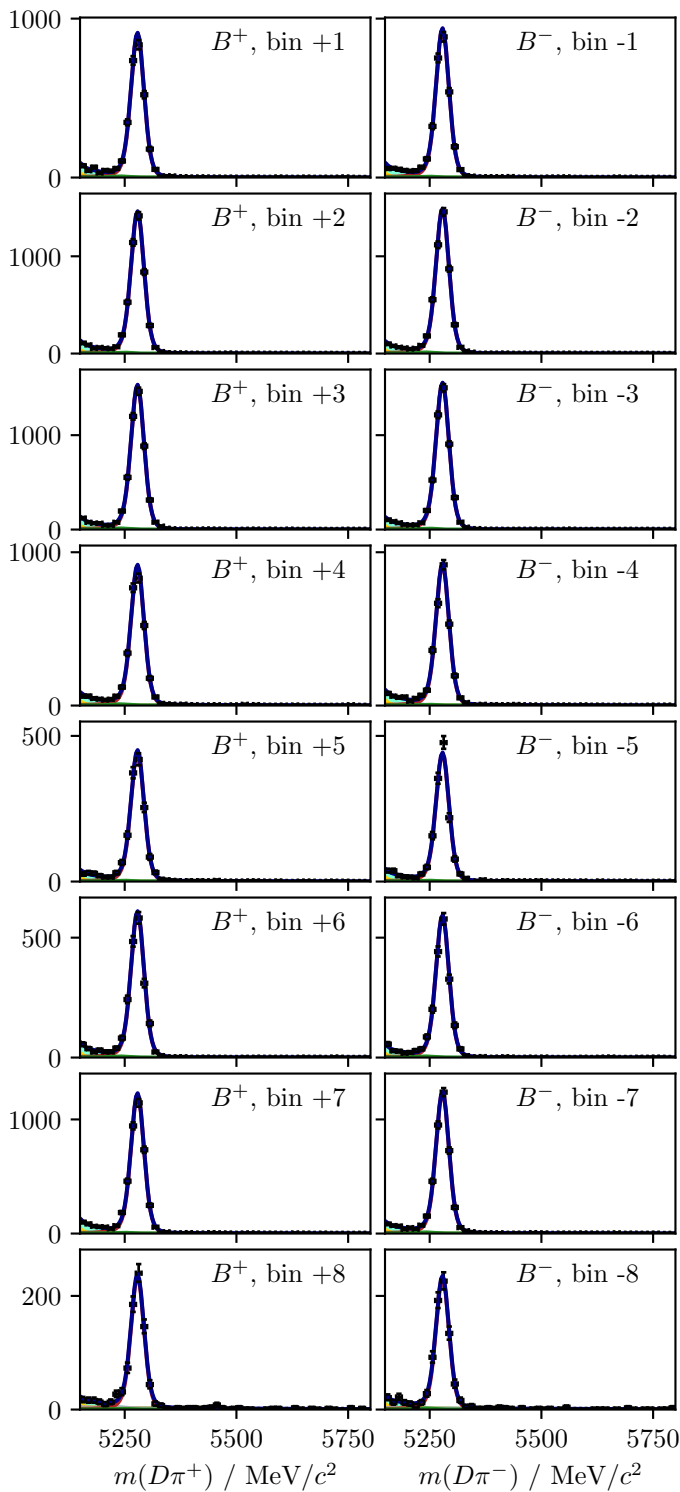 1000
0
B⁺, bin +1
B⁻, bin -1
1000
0
B⁺, bin +2
B⁻, bin -2
1000
0
B⁺, bin +3
B⁻, bin -3
1000
0
B⁺, bin +4
B⁻, bin -4
500
0
B⁺, bin +5
B⁻, bin -5
500
0
B⁺, bin +6
B⁻, bin -6
1000
0
B⁺, bin +7
B⁻, bin -7
200
0
B⁺, bin +8
B⁻, bin -8
5250 5500 5750 5250 5500 5750
m(Dπ⁺) / MeV/c² m(Dπ⁻) / MeV/c²